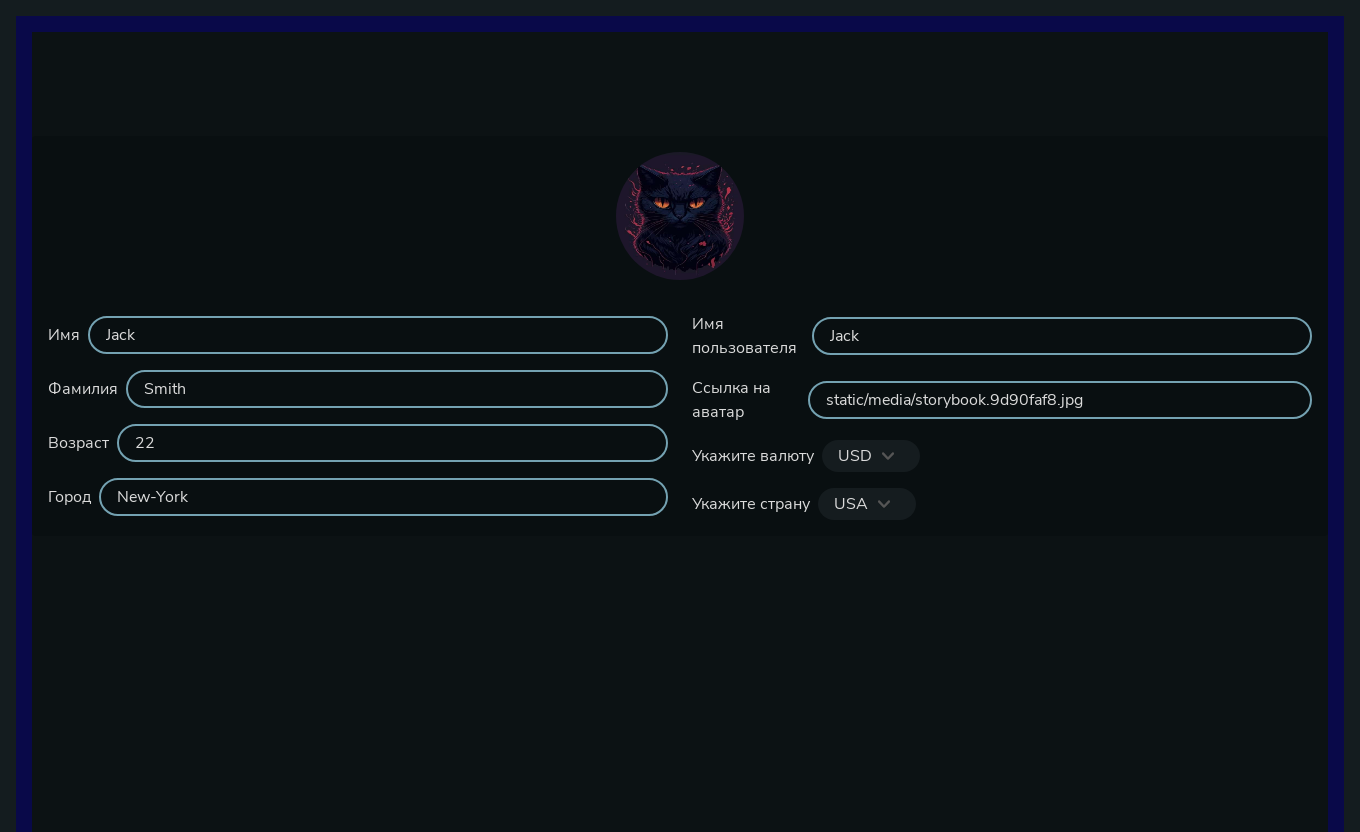 Имя
Jack
Фамилия
Smith
Возраст
22
Город
New-York
Имя
пользователя
Jack
Ссылка на
аватар
static/media/storybook.9d90faf8.jpg
Укажите валюту
USD
Укажите страну
USA